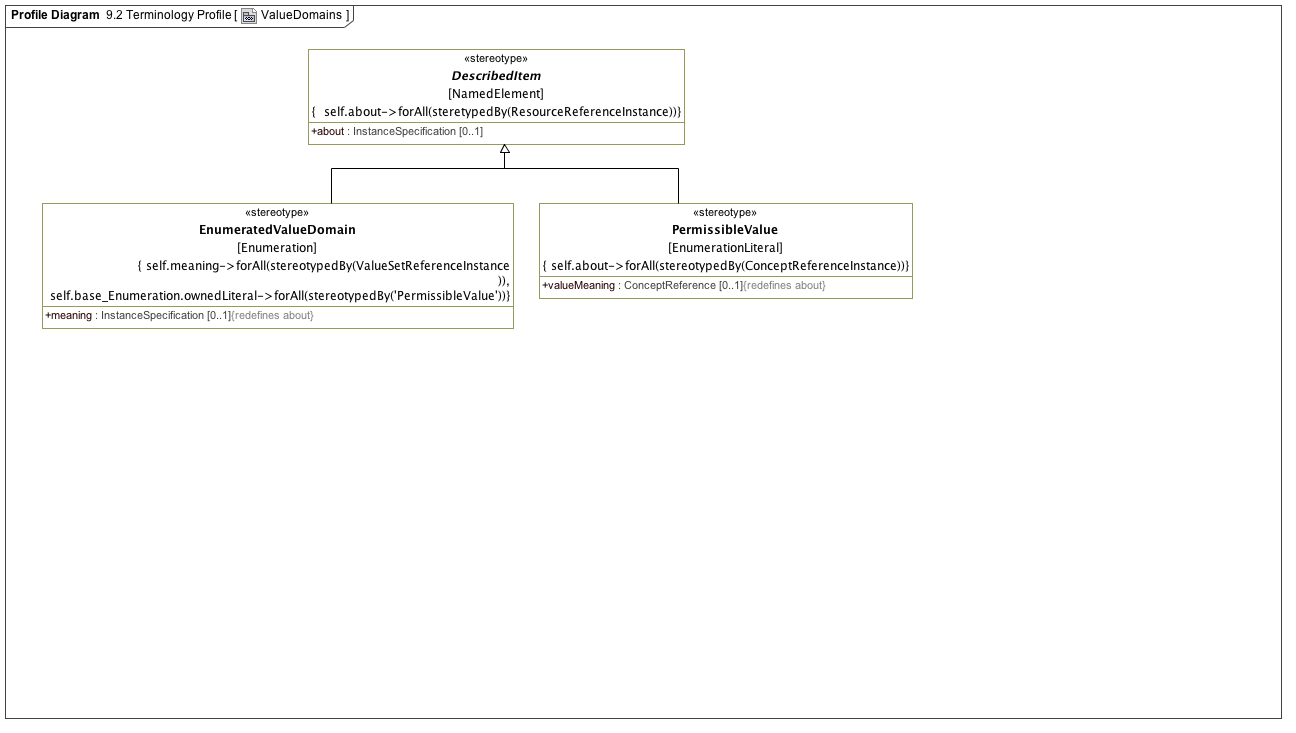 Profile Diagram 9.2 Terminology Profile [ ValueDomains ]
«stereotype»
DescribedItem
[NamedElement]
{ self.about->forAll(steretypedBy(ResourceReferenceInstance))}
+about : InstanceSpecification [0..1]
«stereotype»
EnumeratedValueDomain
[Enumeration]
{ self.meaning->forAll(stereotypedBy(ValueSetReferenceInstance
)),
self.base_Enumeration.ownedLiteral->forAll(stereotypedBy('PermissibleValue'))}
+meaning : InstanceSpecification [0..1]{redefines about}
«stereotype»
PermissibleValue
[EnumerationLiteral]
{ self.about->forAll(stereotypedBy(ConceptReferenceInstance))}
+valueMeaning : ConceptReference [0..1]{redefines about}